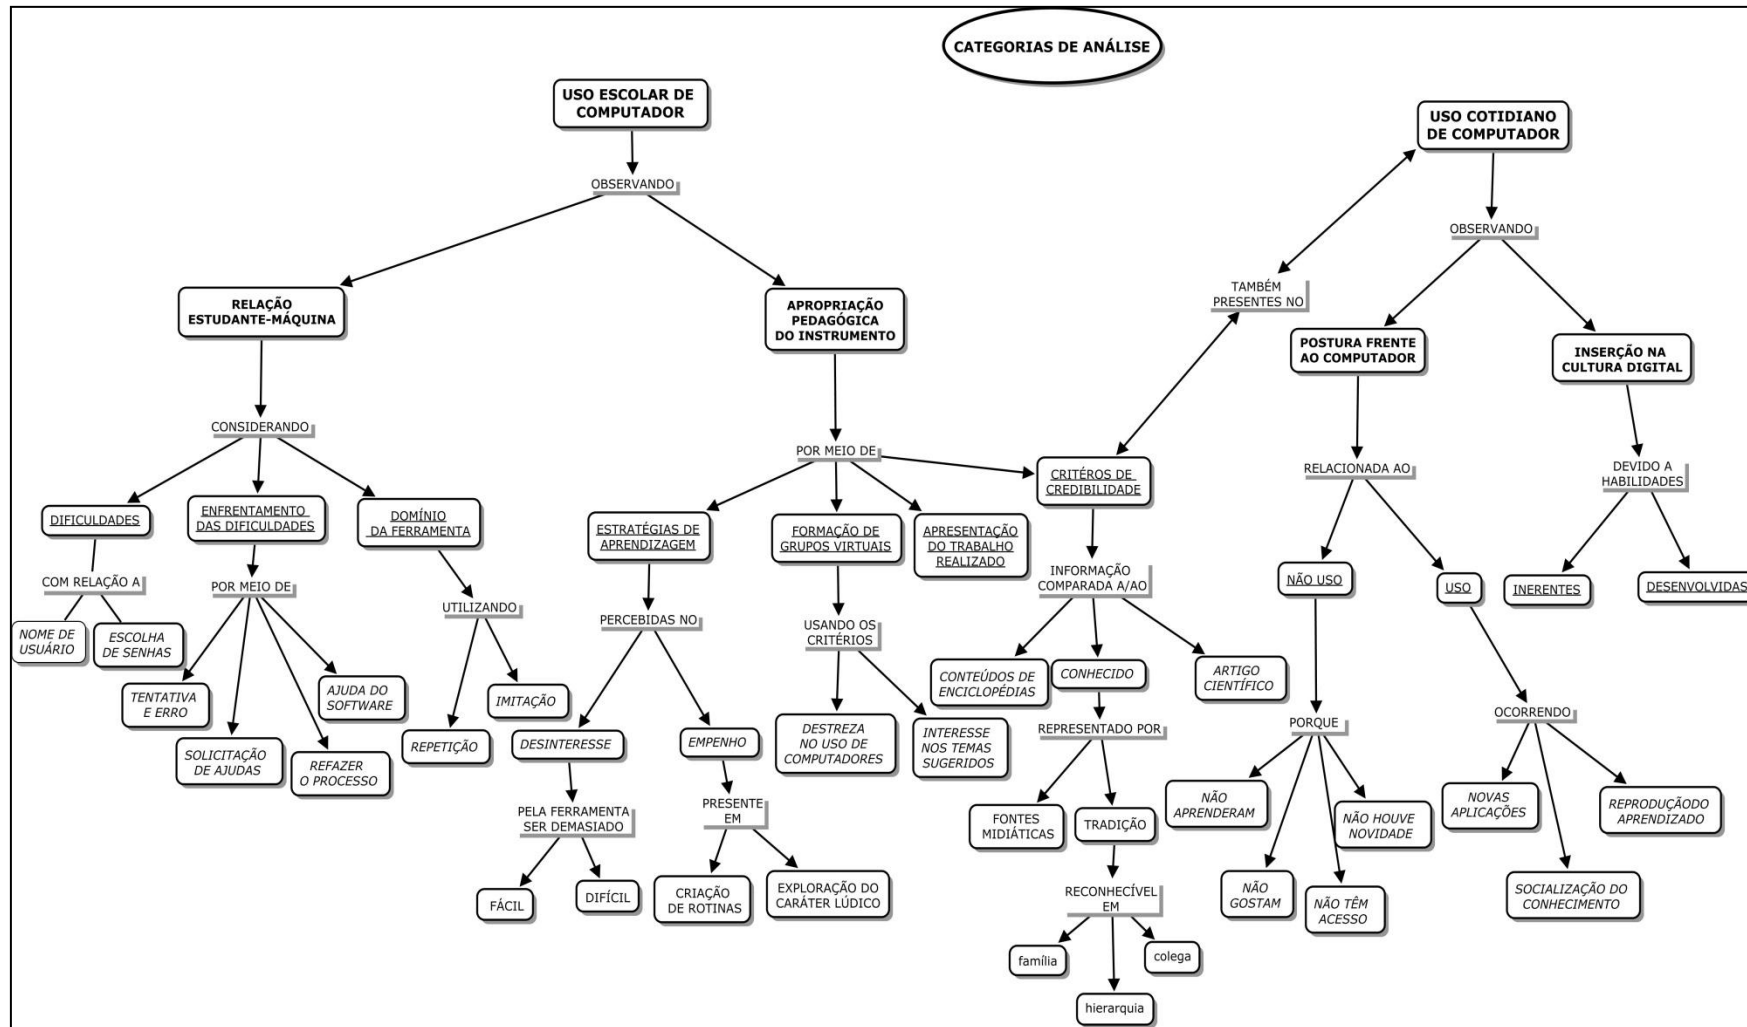 CATEGORIAS DE ANÁLISE
USO ESCOLAR DE
COMPUTADOR
USO COTIDIANO
DE COMPUTADOR
OBSERVANDO
OBSERVANDO
TAMBÉM
PRESENTES NO
RELAÇÃO
ESTUDANTE-MÁQUINA
APROPRIAÇÃO
PEDAGÓGICA
DO INSTRUMENTO
POSTURA FRENTE
AO COMPUTADOR
INSERÇÃO NA
CULTURA DIGITAL
CONSIDERANDO
POR MEIO DE
CRITÉROS DE
CREDIBILIDADE
RELACIONADA AO
DEVIDO A
HABILIDADES
DIFICULDADES
ENFRENTAMENTO
DAS DIFICULDADES
DOMÍNIO
DA FERRAMENTA
ESTRATÉGIAS DE
APRENDIZAGEM
FORMAÇÃO DE
GRUPOS VIRTUAIS
APRESENTAÇÃO
DO TRABALHO
REALIZADO
INFORMAÇÃO
COMPARADA A/AO
NÃO USO
USO
INERENTES
DESENVOLVIDAS
COM RELAÇÃO A
POR MEIO DE
UTILIZANDO
PERCEBIDAS NO
USANDO OS
CRITÉRIOS
NOME DE
USUÁRIO
ESCOLHA
DE SENHAS
TENTATIVA
E ERRO
AJUDA DO
SOFTWARE
IMITAÇÃO
CONTEÚDOS DE
ENCICLOPÉDIAS
CONHECIDO
ARTIGO
CIENTÍFICO
SOLICITAÇÃO
DE AJUDAS
REFAZER
O PROCESSO
REPETIÇÃO
DESINTERESSE
EMPENHO
DESTREZA
NO USO DE
COMPUTADORES
INTERESSE
NOS TEMAS
SUGERIDOS
REPRESENTADO POR
PORQUE
OCORRENDO
PELA FERRAMENTA
SER DEMASIADO
PRESENTE
EM
FONTES
MIDIÁTICAS
TRADIÇÃO
NÃO
APRENDERAM
NÃO HOUVE
NOVIDADE
NOVAS
APLICAÇÕES
REPRODUÇÃODO
APRENDIZADO
FÁCIL
DIFÍCIL
CRIAÇÃO
DE ROTINAS
EXPLORAÇÃO DO
CARÁTER LÚDICO
RECONHECÍVEL
EM
NÃO
GOSTAM
NÃO TÊM
ACESSO
SOCIALIZAÇÃO DO
CONHECIMENTO
família
colega
hierarquia